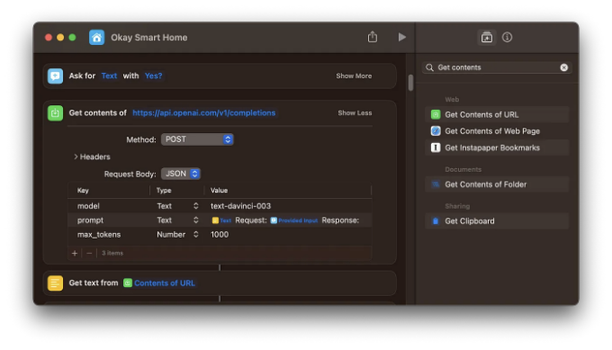 Okay Smart Home
Get contents
Ask for Text with Yes?
Show More
Get contents of https://api.openai.com/v1/completions
Show Less
Method: POST
Headers
Request Body: JSON
Key Type Value
model Text text-davinci-003
prompt Text Text Request: Provided Input Response:
max_tokens Number 1000
+ − 3 items
Get text from Contents of URL
Web
Get Contents of URL
Get Contents of Web Page
Get Instapaper Bookmarks
Documents
Get Contents of Folder
Sharing
Get Clipboard